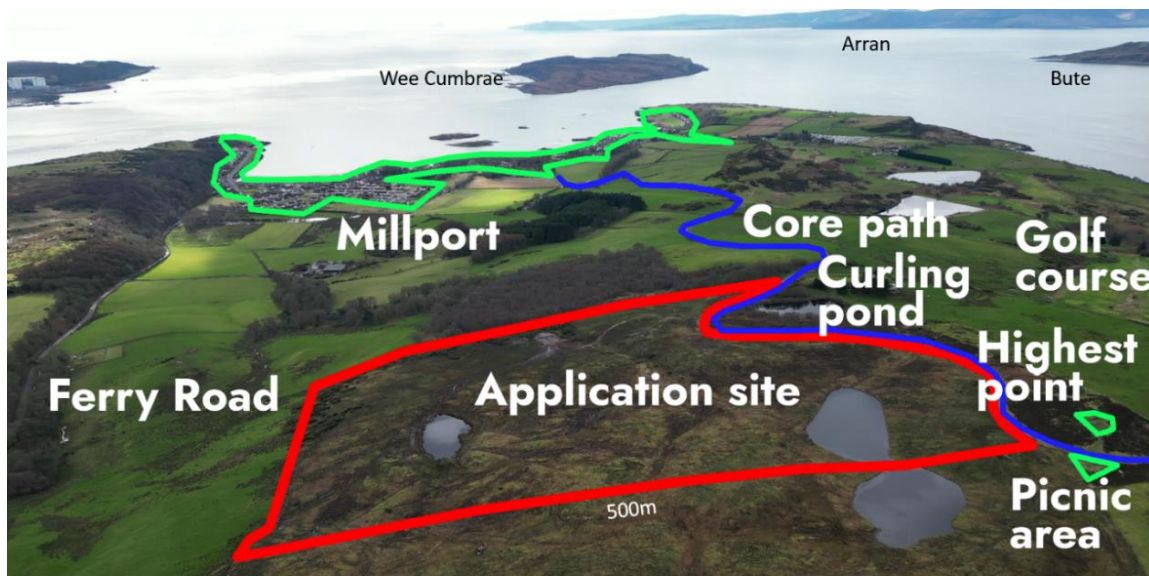 Arran
Wee Cumbrae
Bute
Millport
Core path
Golf
course
Curling
pond
Highest
point
Ferry Road
Application site
Picnic
area
500m